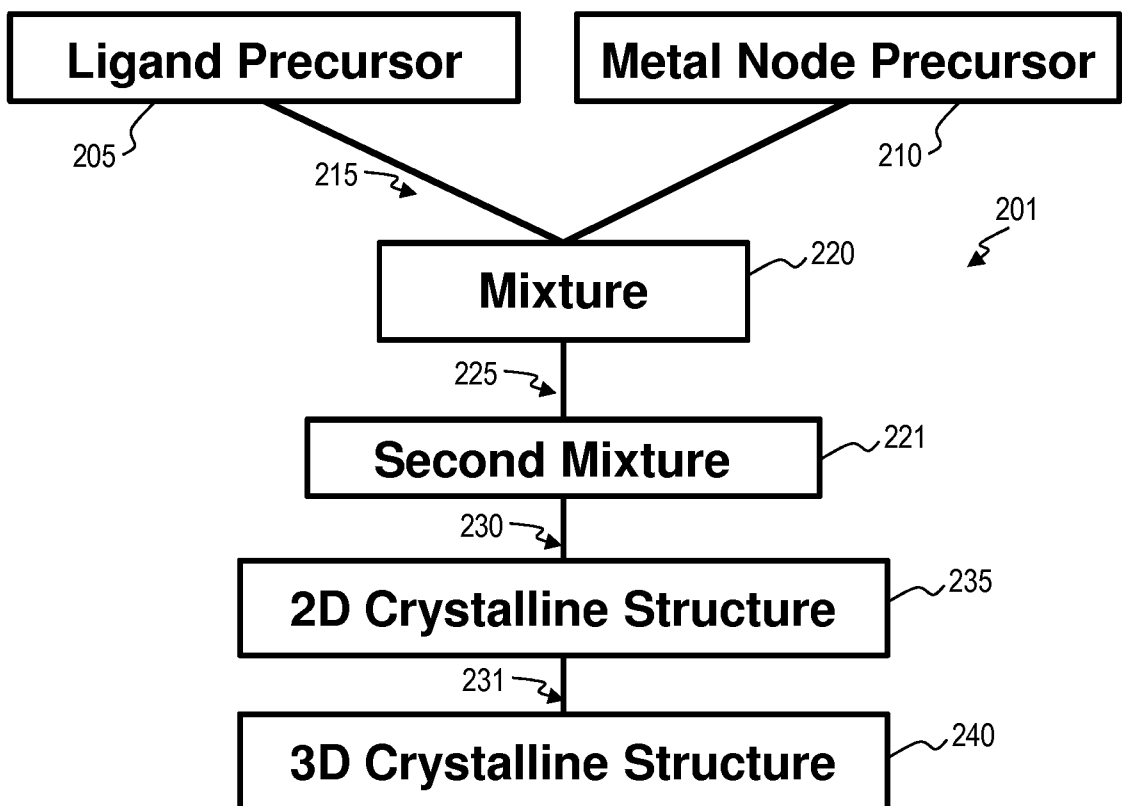 Ligand Precursor
Metal Node Precursor
205
215
210
201
Mixture
220
225
Second Mixture
221
230
2D Crystalline Structure
235
231
3D Crystalline Structure
240